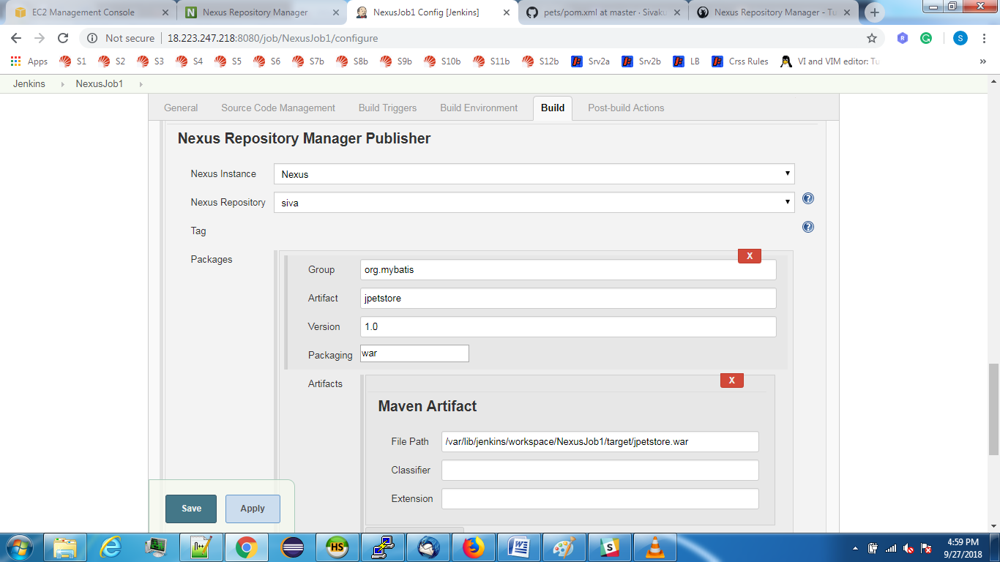 EC2 Management Console
Nexus Repository Manager
NexusJob1 Config [Jenkins]
pets/pom.xml at master · Sivaku
Nexus Repository Manager - Tu
Not secure 18.223.247.218:8080/job/NexusJob1/configure
S
Apps S1 S2 S3 S4 S5 S6 S7b S8b S9b S10b S11b S12b Srv2a Srv2b LB Crss Rules VI and VIM editor: Tu »
Jenkins NexusJob1
General Source Code Management Build Triggers Build Environment Build Post-build Actions
Nexus Repository Manager Publisher
Nexus Instance Nexus
Nexus Repository siva
Tag
Packages
X
Group org.mybatis
Artifact jpetstore
Version 1.0
Packaging war
Artifacts
X
Maven Artifact
File Path /var/lib/jenkins/workspace/NexusJob1/target/jpetstore.war
Classifier
Extension
Save Apply
4:59 PM
9/27/2018